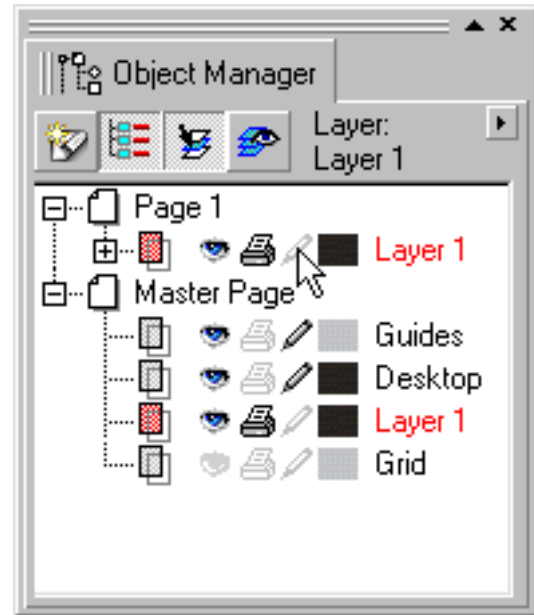 Object Manager
Layer:
Layer 1
Page 1
Layer 1
Master Page
Guides
Desktop
Layer 1
Grid